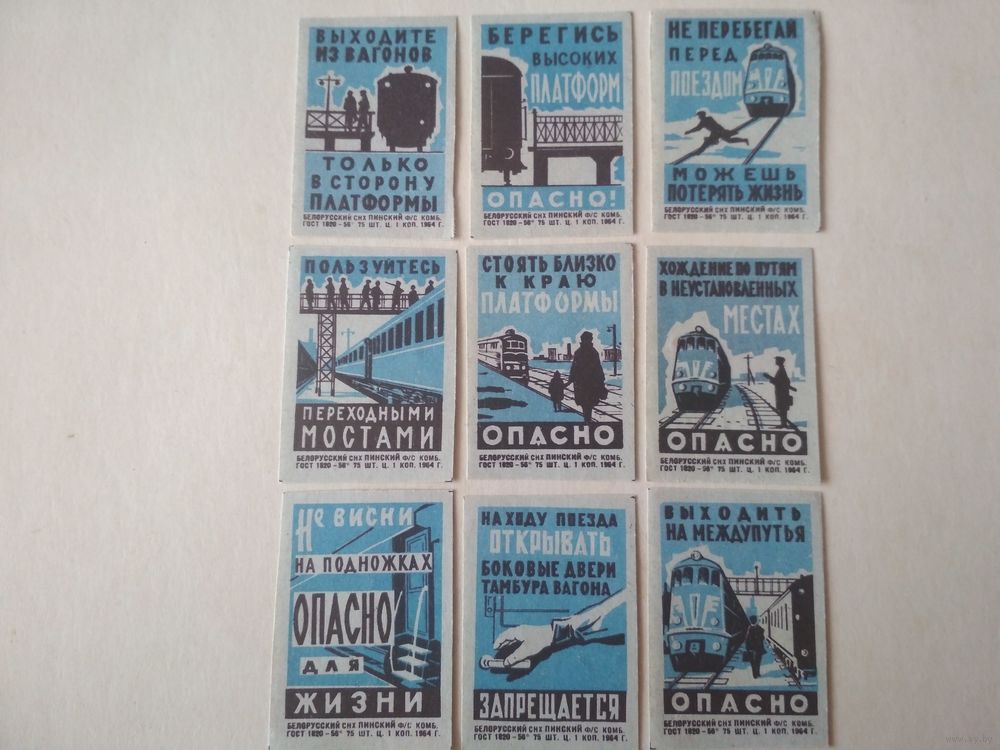 ВЫХОДИТЕ
ИЗ ВАГОНОВ
ТОЛЬКО
В СТОРОНУ
ПЛАТФОРМЫ
БЕЛОРУССКИЙ СНХ ПИНСКИЙ Ф/С КОМБ.
ГОСТ 1820-56* 75 ШТ. Ц. 1 КОП. 1964 Г.
БЕРЕГИСЬ
ВЫСОКИХ
ПЛАТФОРМ
ОПАСНО!
БЕЛОРУССКИЙ СНХ ПИНСКИЙ Ф/С КОМБ.
ГОСТ 1820-56* 75 ШТ. Ц. 1 КОП. 1964 Г.
НЕ ПЕРЕБЕГАЙ
ПЕРЕД
ПОЕЗДОМ
МОЖЕШЬ
ПОТЕРЯТЬ ЖИЗНЬ
БЕЛОРУССКИЙ СНХ ПИНСКИЙ Ф/С КОМБ.
ГОСТ 1820-56* 75 ШТ. Ц. 1 КОП. 1964 Г.
ПОЛЬЗУЙТЕСЬ
ПЕРЕХОДНЫМИ
МОСТАМИ
БЕЛОРУССКИЙ СНХ ПИНСКИЙ Ф/С КОМБ.
ГОСТ 1820-56* 75 ШТ. Ц. 1 КОП. 1964 Г.
СТОЯТЬ БЛИЗКО
К КРАЮ
ПЛАТФОРМЫ
ОПАСНО
БЕЛОРУССКИЙ СНХ ПИНСКИЙ Ф/С КОМБ.
ГОСТ 1820-56* 75 ШТ. Ц. 1 КОП. 1964 Г.
ХОЖДЕНИЕ ПО ПУТЯМ
В НЕУСТАНОВЛЕННЫХ
МЕСТАХ
ОПАСНО
БЕЛОРУССКИЙ СНХ ПИНСКИЙ Ф/С КОМБ.
ГОСТ 1820-56* 75 ШТ. Ц. 1 КОП. 1964 Г.
Не ВИСНИ
НА ПОДНОЖКАХ
ОПАСНО
ДЛЯ
ЖИЗНИ
БЕЛОРУССКИЙ СНХ ПИНСКИЙ Ф/С КОМБ.
ГОСТ 1820-56* 75 ШТ. Ц. 1 КОП. 1964 Г.
НА ХОДУ ПОЕЗДА
ОТКРЫВАТЬ
БОКОВЫЕ ДВЕРИ
ТАМБУРА ВАГОНА
ЗАПРЕЩАЕТСЯ
БЕЛОРУССКИЙ СНХ ПИНСКИЙ Ф/С КОМБ.
ГОСТ 1820-56* 75 ШТ. Ц. 1 КОП. 1964 Г.
ВЫХОДИТЬ
НА МЕЖДУПУТЬЯ
ОПАСНО
БЕЛОРУССКИЙ СНХ ПИНСКИЙ Ф/С КОМБ.
ГОСТ 1820-56* 75 ШТ. Ц. 1 КОП. 1964 Г.